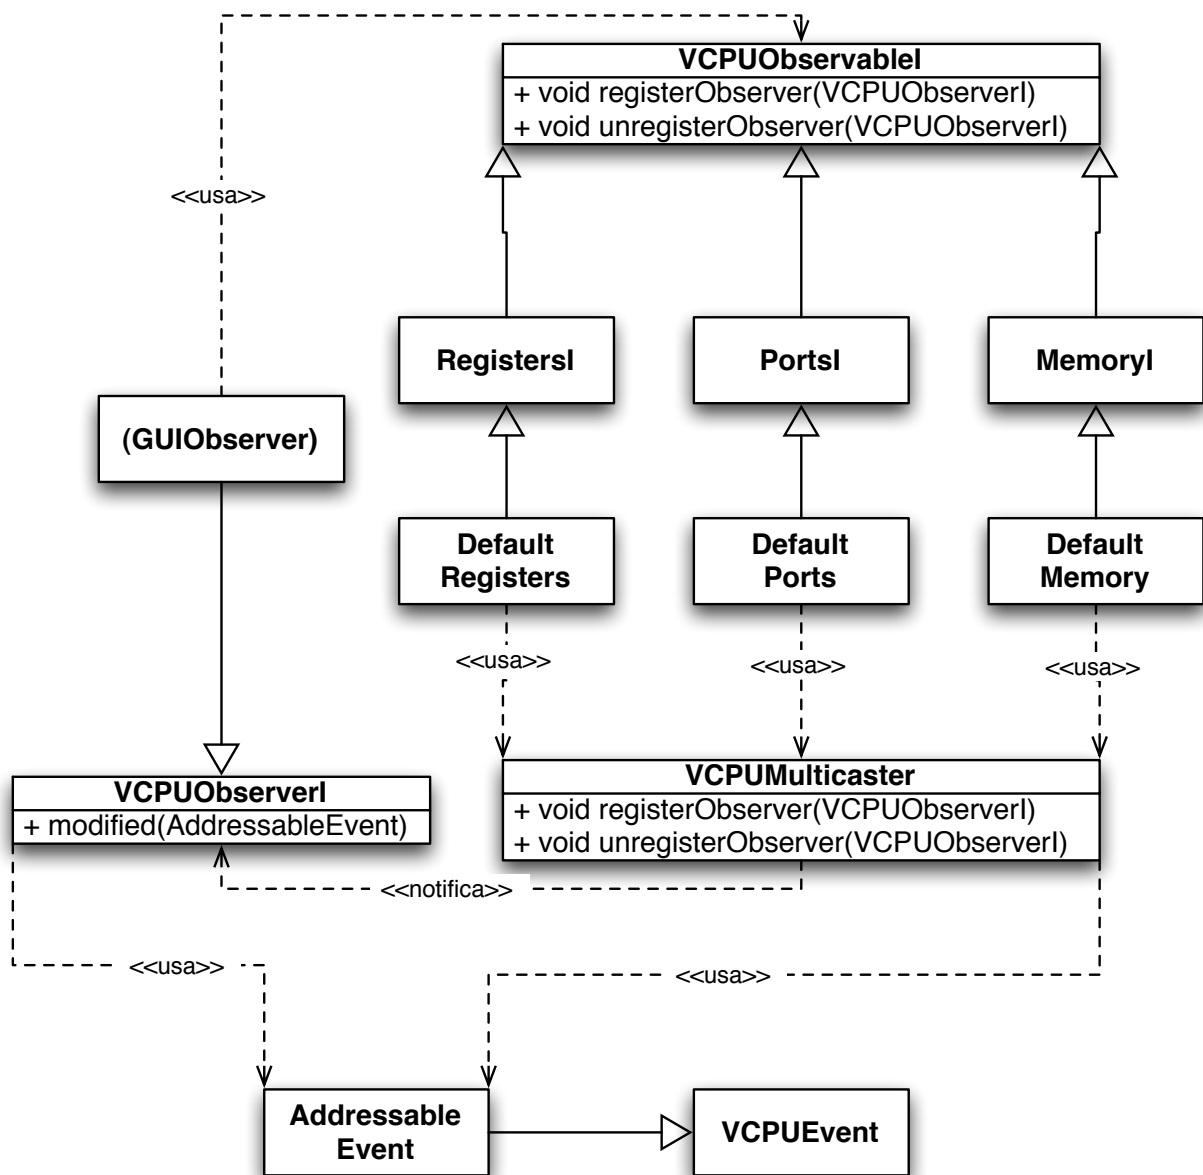 VCPUObservableI
+ void registerObserver(VCPUObserverI)
+ void unregisterObserver(VCPUObserverI)
<<usa>>
RegistersI
PortsI
MemoryI
(GUIObserver)
Default
Registers
Default
Ports
Default
Memory
<<usa>>
<<usa>>
<<usa>>
VCPUObserverI
+ modified(AddressableEvent)
VCPUMulticaster
+ void registerObserver(VCPUObserverI)
+ void unregisterObserver(VCPUObserverI)
<<notifica>>
<<usa>>
<<usa>>
Addressable
Event
VCPUEvent